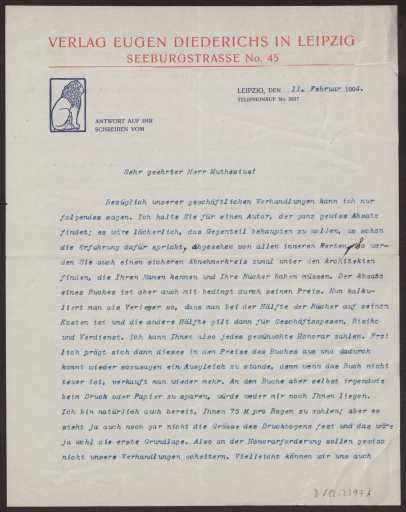 VERLAG EUGEN DIEDERICHS IN LEIPZIG
SEEBURGSTRASSE No. 45
LEIPZIG, DEN 11. Februar 1904.
TELEPHONRUF No. 3857
ANTWORT AUF IHR
SCHREIBEN VOM
Sehr geehrter Herr Muthesius!
Bezüglich unserer geschäftlichen Verhandlungen kann ich nur
folgendes sagen. Ich halte Sie für einen Autor, der ganz gewiss Absatz
findet; es wäre lächerlich, das Gegenteil behaupten zu wollen, wo schon
die Erfahrung dafür spricht, abgesehen von allen inneren Werten, so wer-
den Sie auch einen sicheren Abnehmerkreis zumal unter den Architekten
finden, die Ihren Namen kennen und Ihre Bücher haben müssen. Der Absatz
eines Buches ist aber auch mit bedingt durch seinen Preis. Nun kalku-
liert man als Verleger so, dass man bei der Hälfte der Bücher auf seinen
Kosten ist und die andere Hälfte gilt dann für Geschäftsspesen, Risiko
und Verdienst. Ich kann Ihnen also jedes gewünschte Honorar zahlen. Frei
lich prägt sich dann dieses in den Preise des Buches aus und dadurch
kommt wieder sozusagen ein Ausgleich zu stande, denn wenn das Buch nicht
teuer ist, verkauft man wieder mehr. An dem Buche aber selbst irgendwie
beim Druck oder Papier zu sparen, würde weder mir noch Ihnen liegen.
Ich bin natürlich auch bereit, Ihnen 75 M pro Bogen zu zahlen; aber es
steht ja auch noch gar nicht die Grösse des Druckbogens fest und das wäre
ja wohl die erste Grundlage. Also an der Honorarforderung sollen gewiss
nicht unsere Verhandlungen scheitern. Vielleicht können wir uns auch